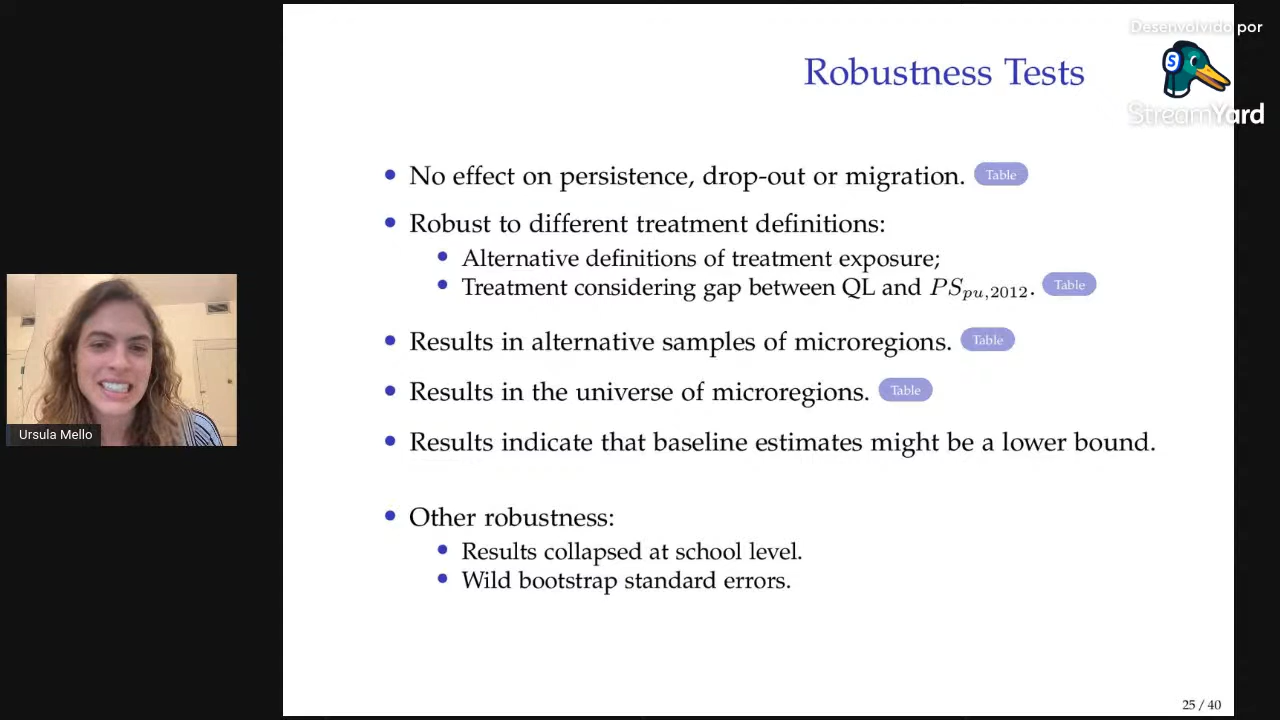 Desenvolvido por
S
StreamYard
Robustness Tests
• No effect on persistence, drop-out or migration. Table
• Robust to different treatment definitions:
• Alternative definitions of treatment exposure;
• Treatment considering gap between QL and PS_{pu,2012}. Table
• Results in alternative samples of microregions. Table
• Results in the universe of microregions. Table
• Results indicate that baseline estimates might be a lower bound.
• Other robustness:
• Results collapsed at school level.
• Wild bootstrap standard errors.
Ursula Mello
25 / 40